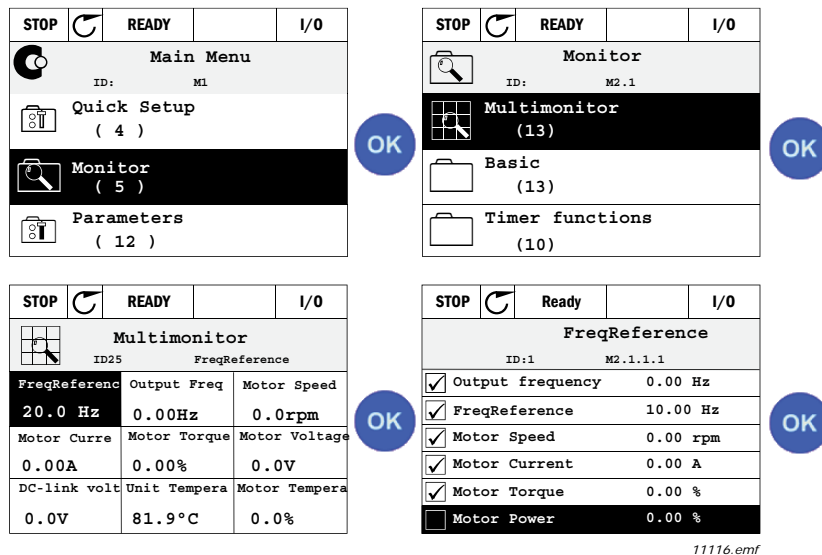 STOP READY I/O
Main Menu
ID: M1
Quick Setup
( 4 )
Monitor
( 5 )
Parameters
( 12 )
OK
STOP READY I/O
Monitor
ID: M2.1
Multimonitor
(13)
Basic
(13)
Timer functions
(10)
OK
STOP READY I/O
Multimonitor
ID25 FreqReference
FreqReferenc Output Freq Motor Speed
20.0 Hz 0.00Hz 0.0rpm
Motor Curre Motor Torque Motor Voltage
0.00A 0.00% 0.0V
DC-link volt Unit Tempera Motor Tempera
0.0V 81.9°C 0.0%
OK
STOP Ready I/O
FreqReference
ID:1 M2.1.1.1
Output frequency 0.00 Hz
FreqReference 10.00 Hz
Motor Speed 0.00 rpm
Motor Current 0.00 A
Motor Torque 0.00 %
Motor Power 0.00 %
OK
11116.emf